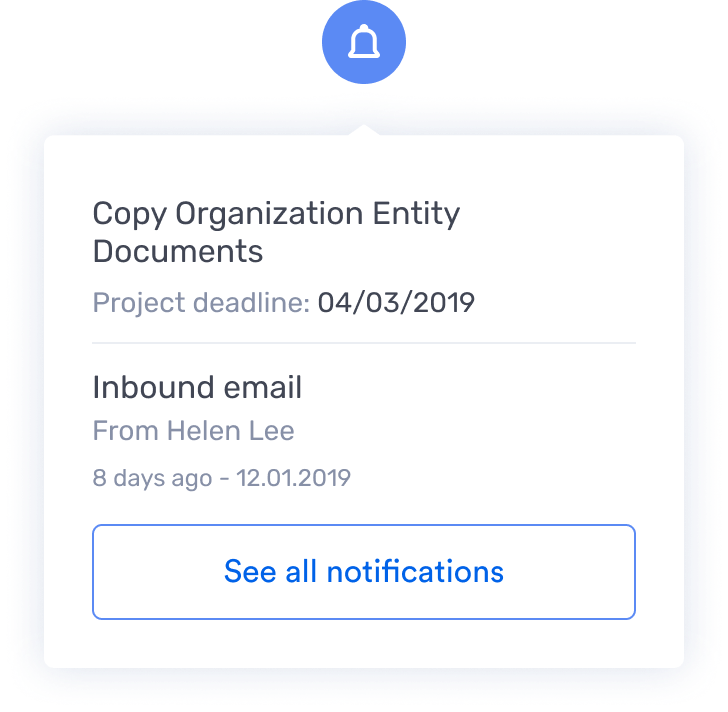 Copy Organization Entity
Documents
Project deadline: 04/03/2019
Inbound email
From Helen Lee
8 days ago - 12.01.2019
See all notifications